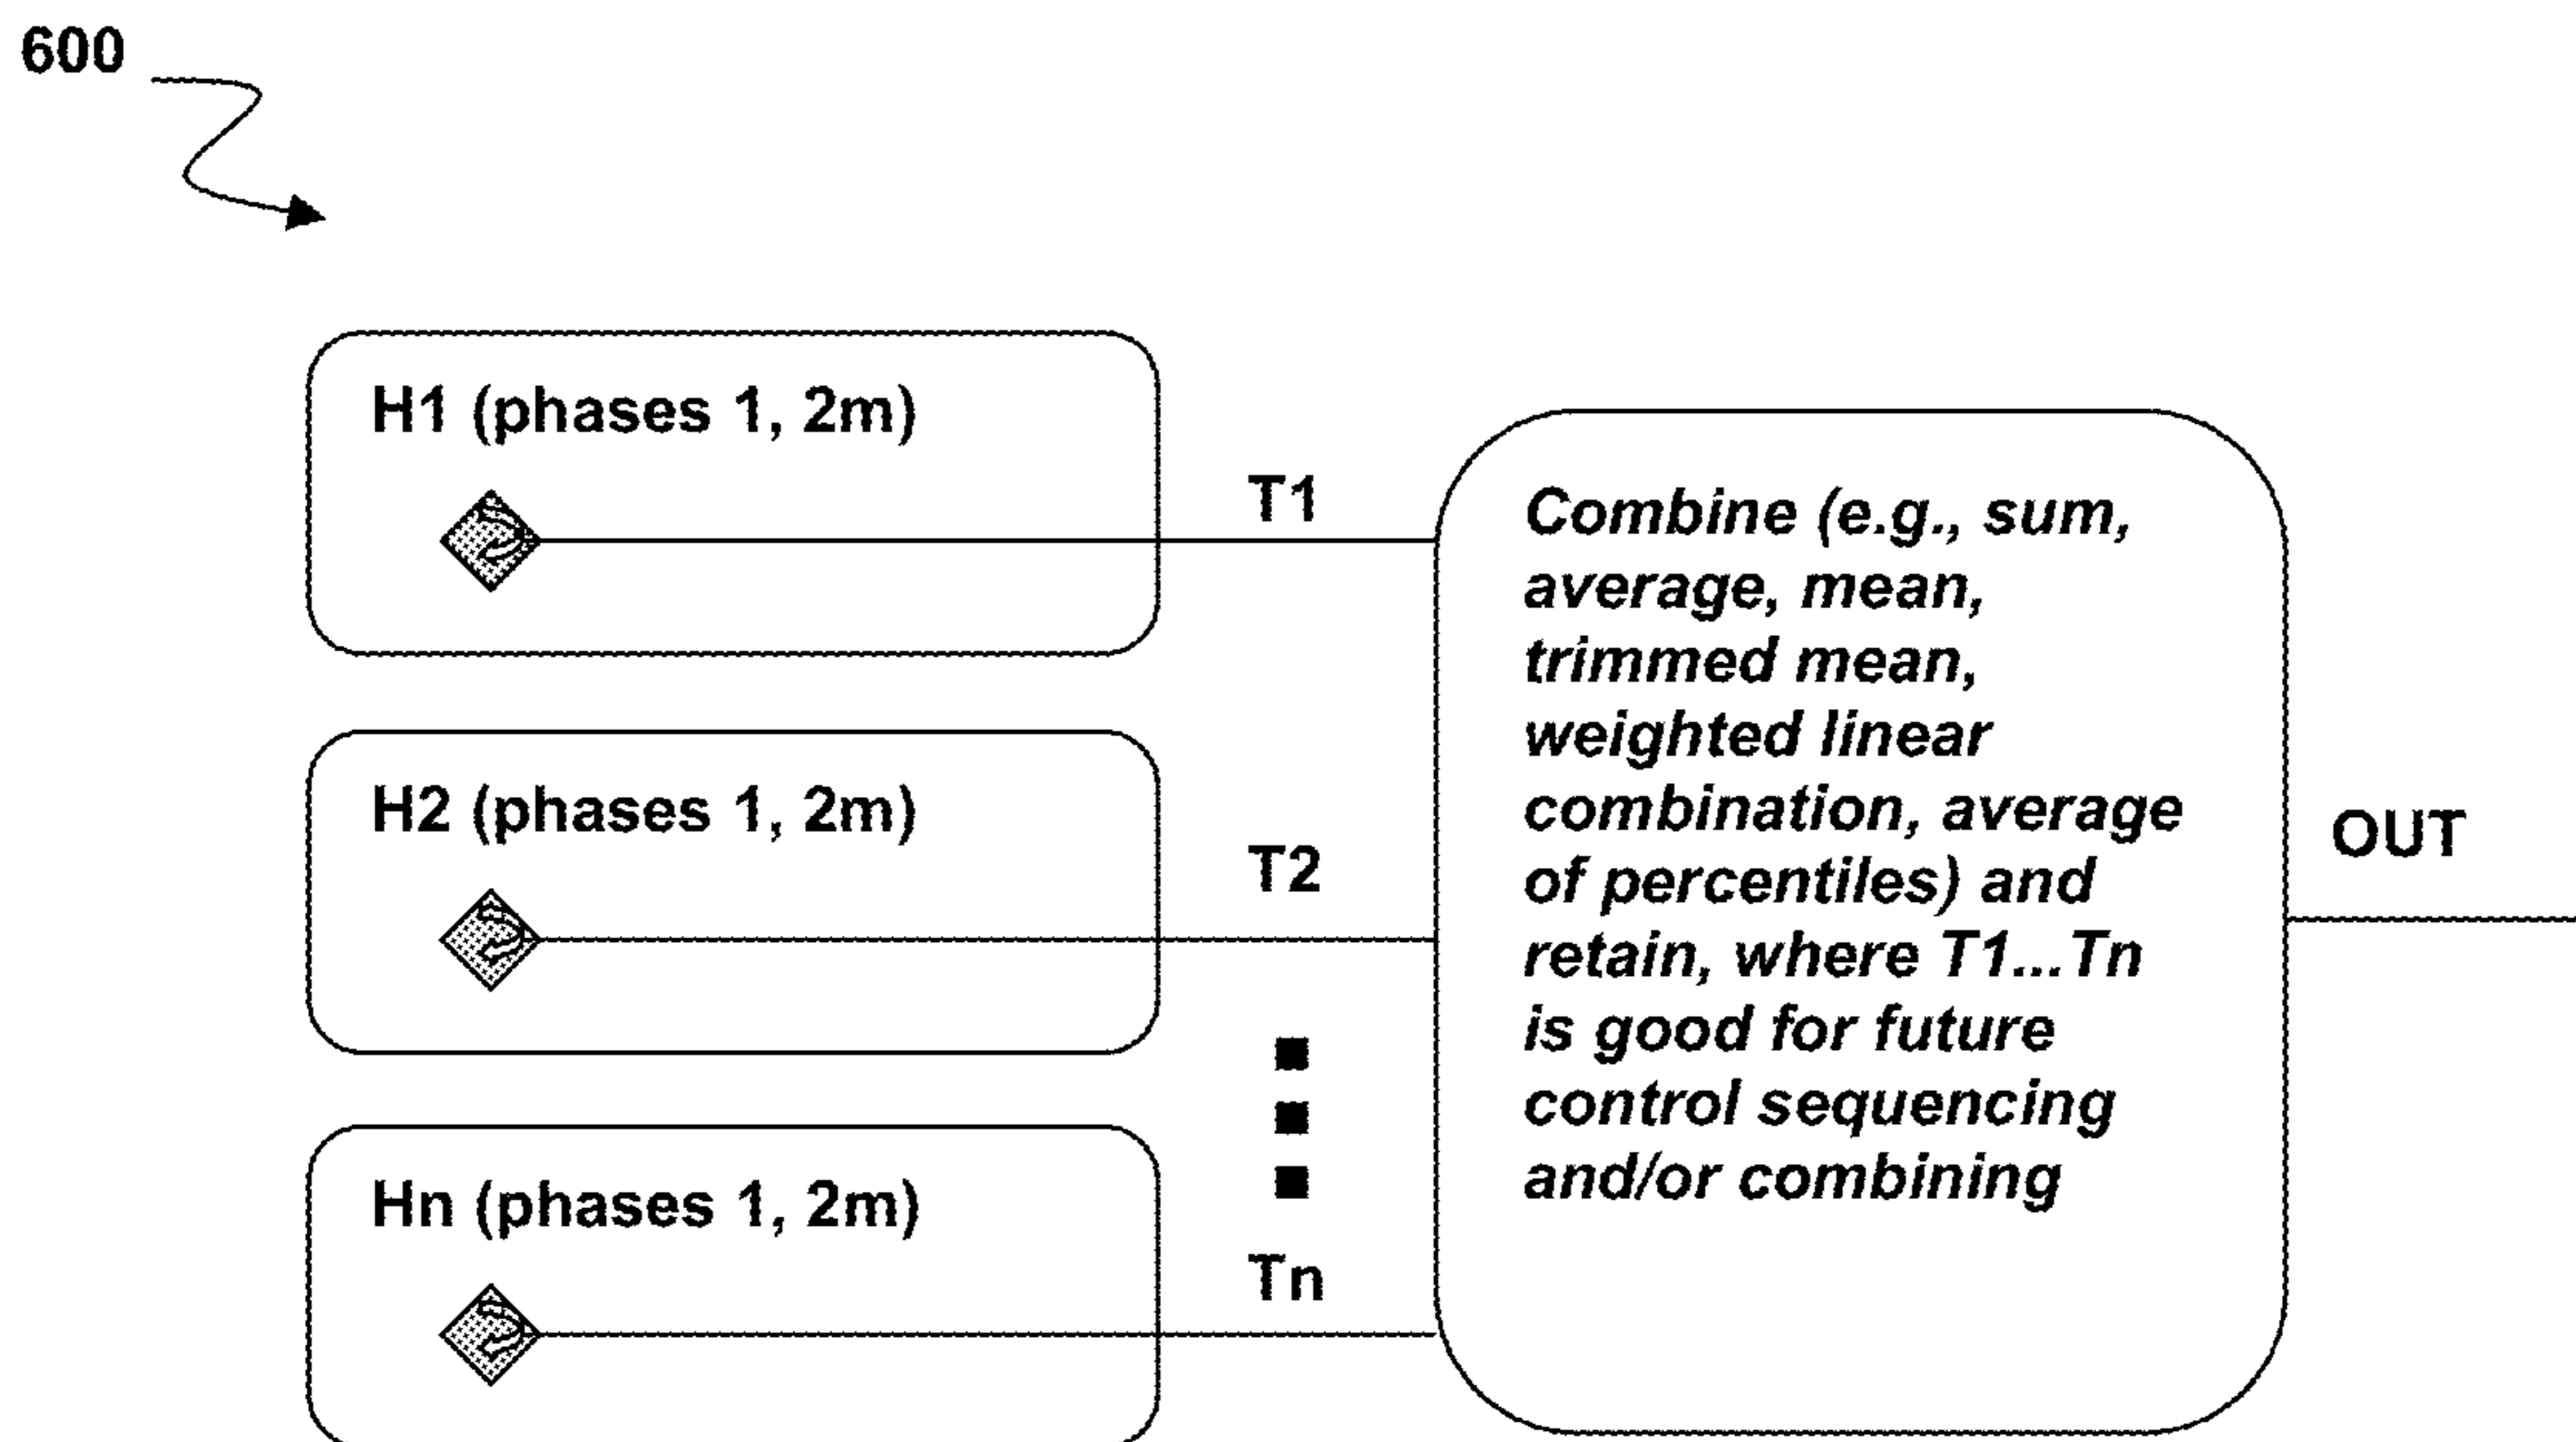 600
H1 (phases 1, 2m)
T1
H2 (phases 1, 2m)
T2
Hn (phases 1, 2m)
Tn
Combine (e.g., sum,
average, mean,
trimmed mean,
weighted linear
combination, average
of percentiles) and
retain, where T1...Tn
is good for future
control sequencing
and/or combining
OUT